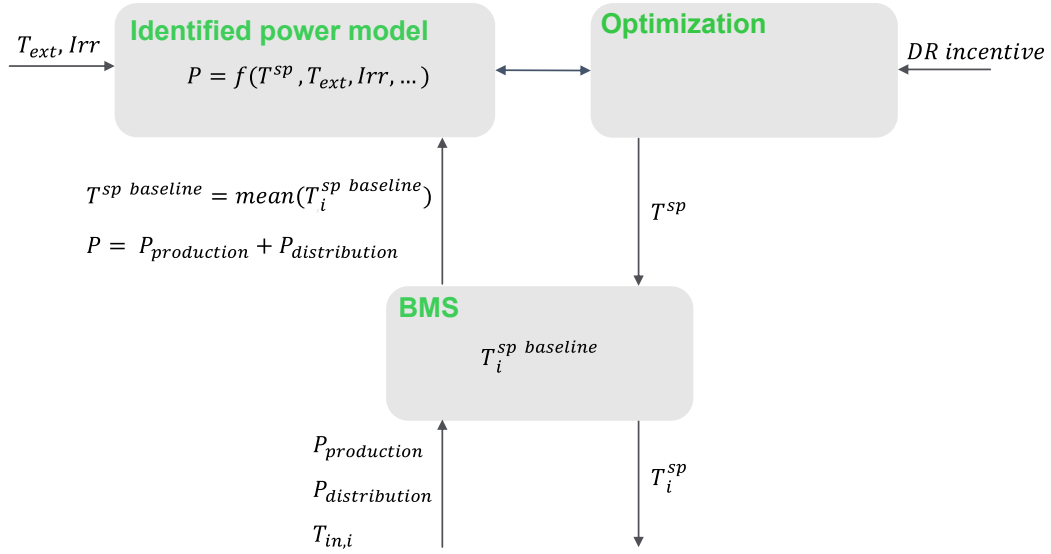 Identified power model
Optimization
T_ext, Irr
P = f(T^sp, T_ext, Irr, …)
DR incentive
T^sp baseline = mean(T_i^sp baseline)
T^sp
P = P_production + P_distribution
BMS
T_i^sp baseline
P_production
P_distribution
T_i^sp
T_in,i